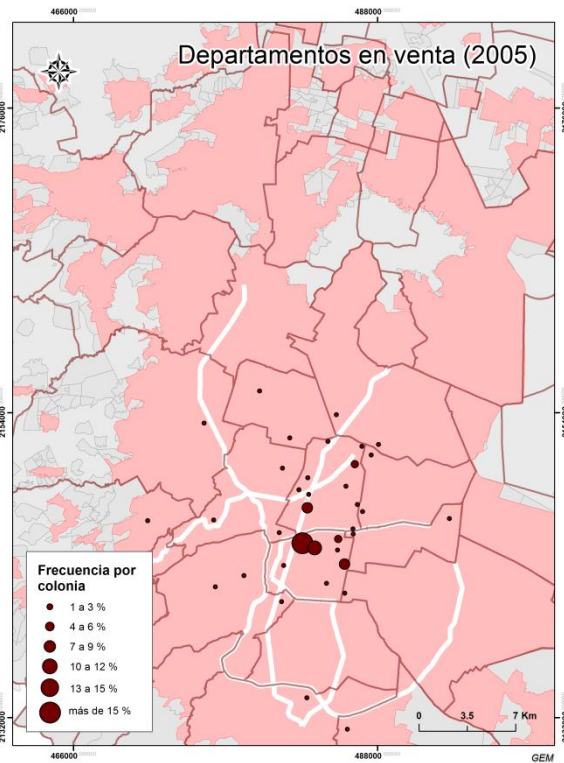 466000
488000
Departamentos en venta (2005)
2176000
2154000
2154000
Frecuencia por
colonia
1 a 3 %
4 a 6 %
7 a 9 %
10 a 12 %
13 a 15 %
más de 15 %
0 3.5 7 Km
2132000
466000
488000
GEM